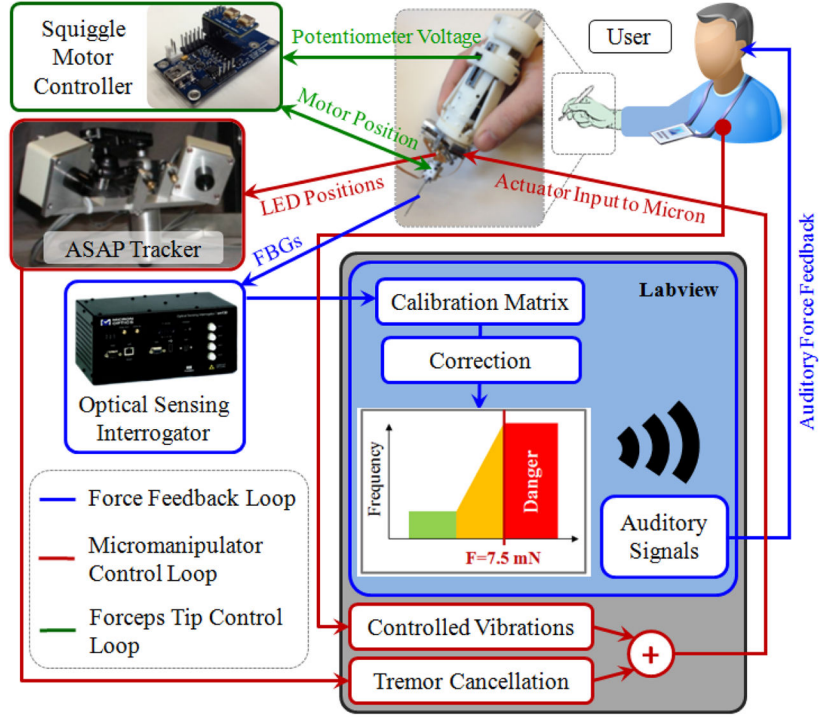 Squiggle
Motor
Controller
Potentiometer Voltage
User
Motor Position
LED Positions
Actuator Input to Micron
ASAP Tracker
FBGs
Auditory Force Feedback
Labview
Calibration Matrix
Correction
MICRON
OPTICS
Optical Sensing
Interrogator
Frequency
Danger
F=7.5 mN
Auditory
Signals
Force Feedback Loop
Micromanipulator
Control Loop
Forceps Tip Control
Loop
Controlled Vibrations
+
Tremor Cancellation